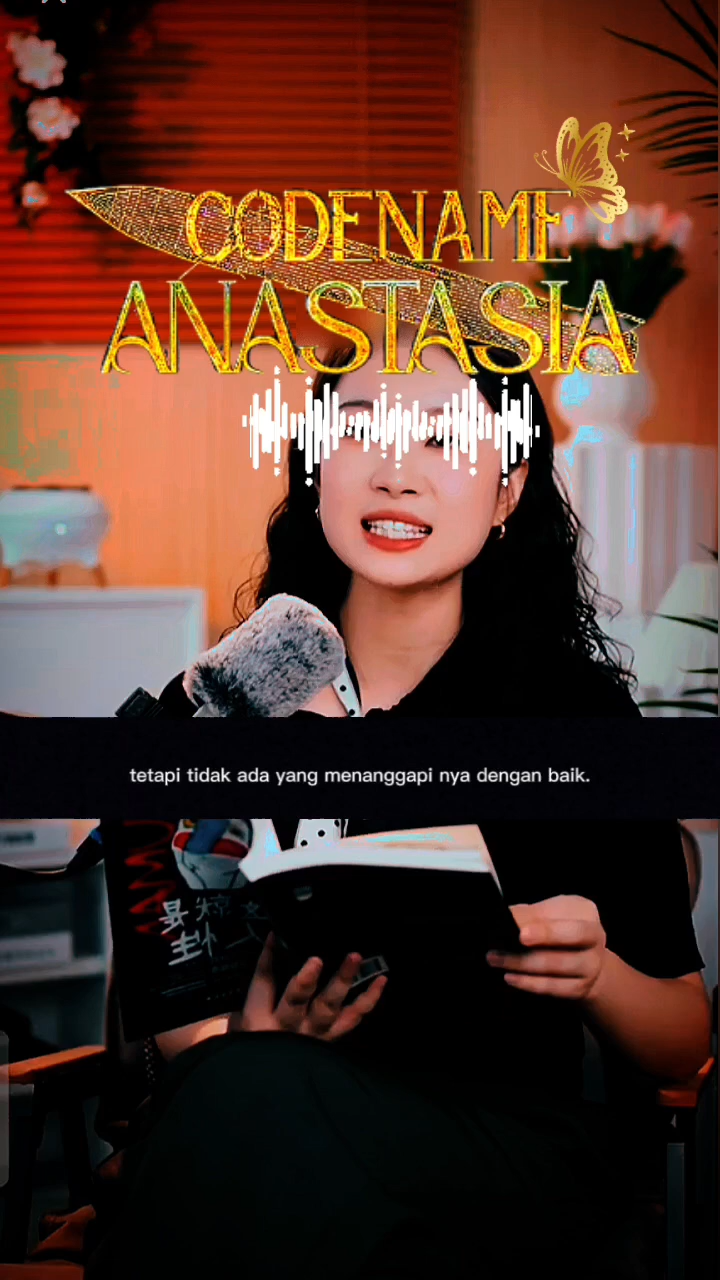 CODENAME
ANASTASIA
tetapi tidak ada yang menanggapi nya dengan baik.